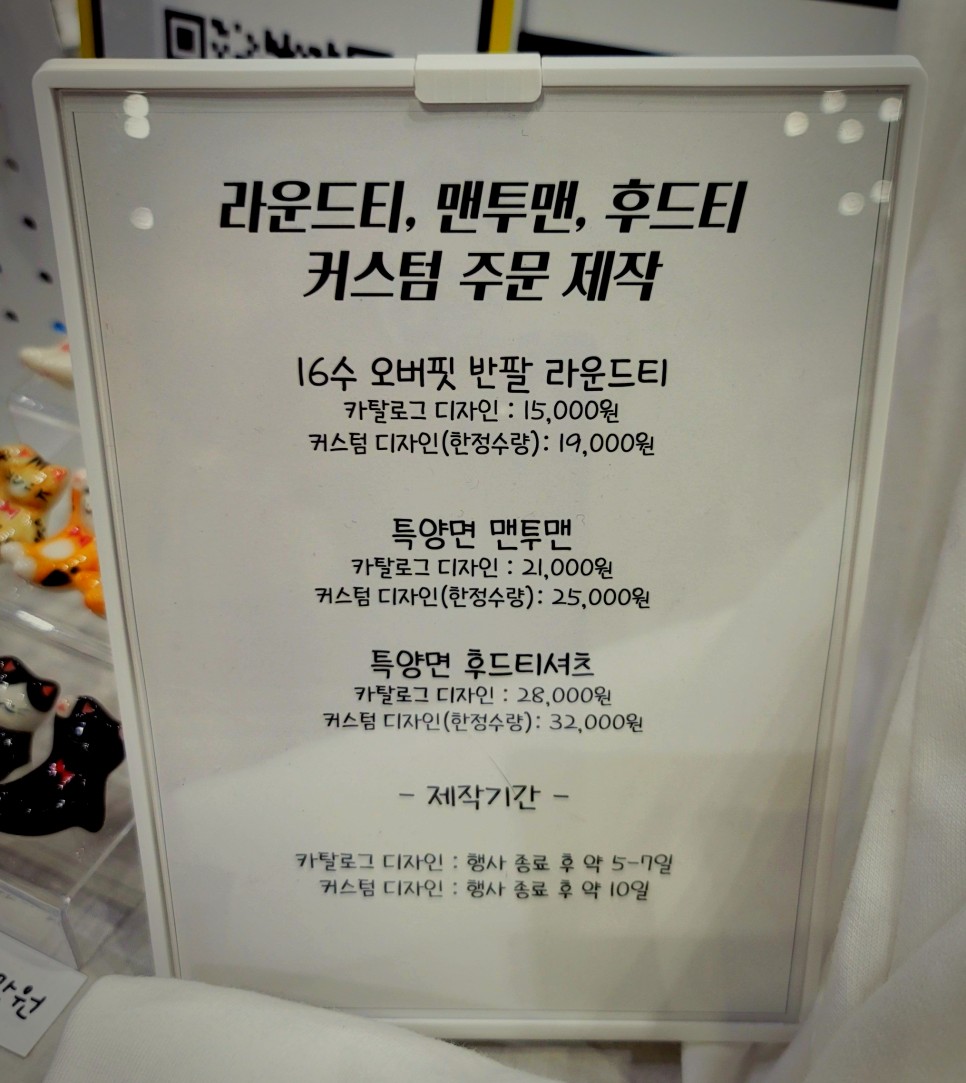 라운드티, 맨투맨, 후드티
커스텀 주문 제작
16수 오버핏 반팔 라운드티
카탈로그 디자인 : 15,000원
커스텀 디자인(한정수량): 19,000원
특양면 맨투맨
카탈로그 디자인 : 21,000원
커스텀 디자인(한정수량): 25,000원
특양면 후드티셔츠
카탈로그 디자인 : 28,000원
커스텀 디자인(한정수량): 32,000원
- 제작기간 -
카탈로그 디자인 : 행사 종료 후 약 5-7일
커스텀 디자인 : 행사 종료 후 약 10일